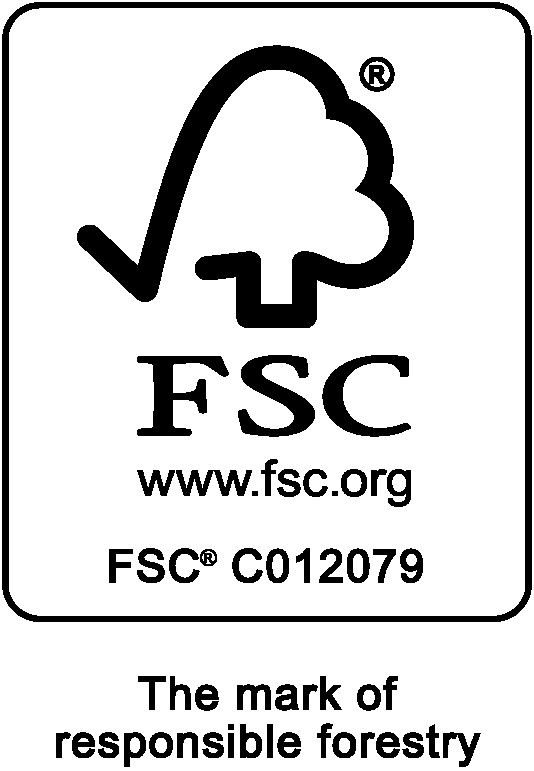 ®
FSC
www.fsc.org
FSC® C012079
The mark of
responsible forestry